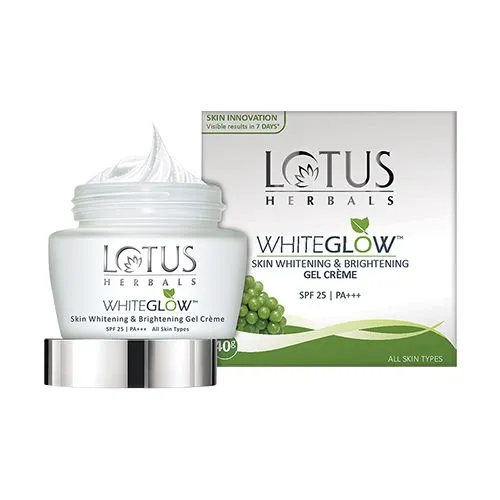 SKIN INNOVATION
Visible results in 7 DAYS*
LOTUS
HERBALS
WHITEGLOW™
SKIN WHITENING & BRIGHTENING
GEL CRÈME
SPF 25 | PA+++
40g
ALL SKIN TYPES
LOTUS
HERBALS
WHITEGLOW™
Skin Whitening & Brightening Gel Crème
SPF 25 | PA+++ All Skin Types